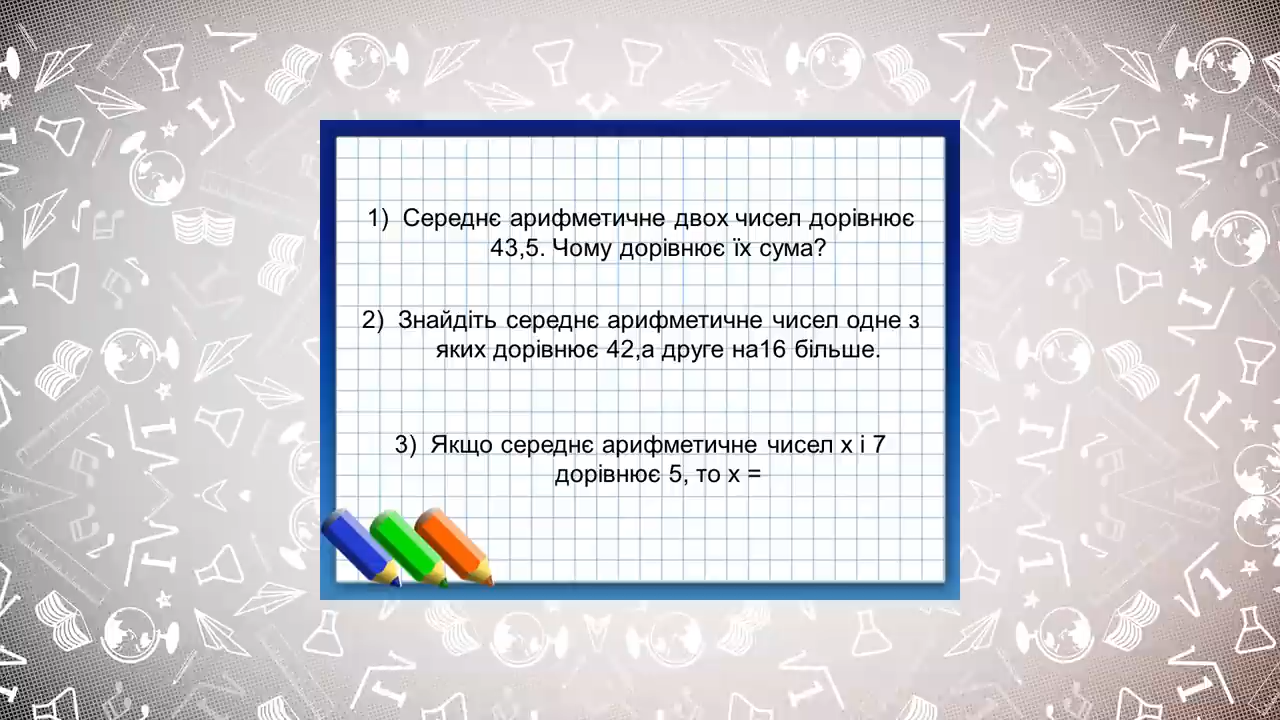 1) Середнє арифметичне двох чисел дорівнює
43,5. Чому дорівнює їх сума?
2) Знайдіть середнє арифметичне чисел одне з
яких дорівнює 42,а друге на16 більше.
3) Якщо середнє арифметичне чисел х і 7
дорівнює 5, то х =